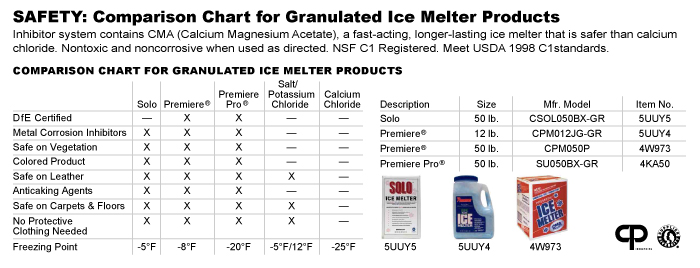 SAFETY: Comparison Chart for Granulated Ice Melter Products
Inhibitor system contains CMA (Calcium Magnesium Acetate), a fast-acting, longer-lasting ice melter that is safer than calcium
chloride. Nontoxic and noncorrosive when used as directed. NSF C1 Registered. Meet USDA 1998 C1standards.
COMPARISON CHART FOR GRANULATED ICE MELTER PRODUCTS
Solo Premiere® Premiere Pro® Salt/ Potassium Chloride Calcium Chloride
DfE Certified — X X — —
Metal Corrosion Inhibitors X X X — —
Safe on Vegetation X X X — —
Colored Product X X X — —
Safe on Leather X X X X —
Anticaking Agents X X X — —
Safe on Carpets & Floors X X X X —
No Protective Clothing Needed X X X X —
Freezing Point -5°F -8°F -20°F -5°F/12°F -25°F
Description Size Mfr. Model Item No.
Solo 50 lb. CSOL050BX-GR 5UUY5
Premiere® 12 lb. CPM012JG-GR 5UUY4
Premiere® 50 lb. CPM050P 4W973
Premiere Pro® 50 lb. SU050BX-GR 4KA50
SOLO
ICE MELTER
ICE
MELTER
ICE
MELTER
5UUY5
5UUY4
4W973
CP